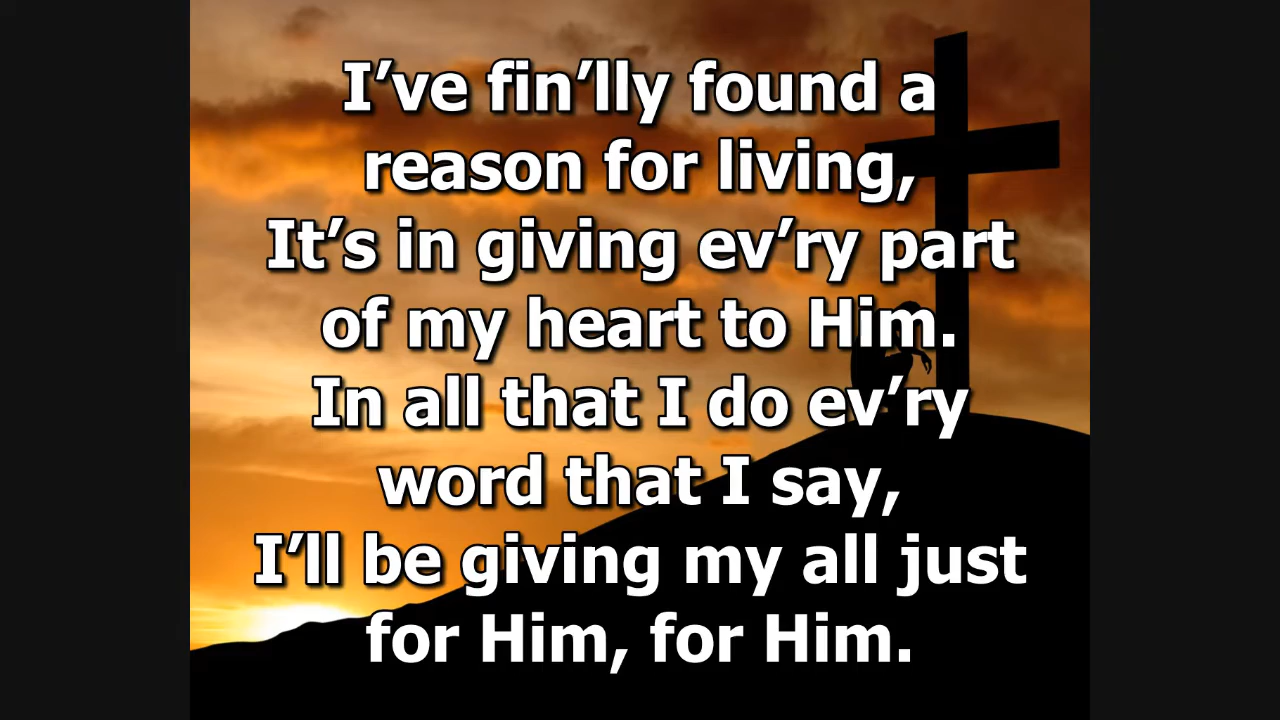 I’ve fin’lly found a
reason for living,
It’s in giving ev’ry part
of my heart to Him.
In all that I do ev’ry
word that I say,
I’ll be giving my all just
for Him, for Him.